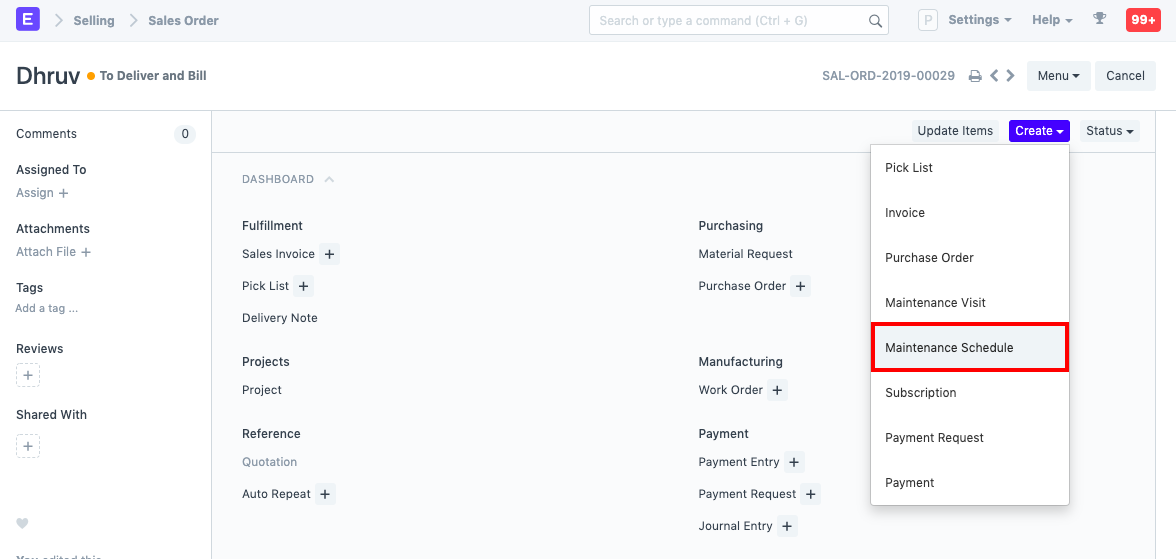 E Selling Sales Order Search or type a command (Ctrl + G) P Settings Help 99+
Dhruv To Deliver and Bill SAL-ORD-2019-00029 Menu Cancel
Comments 0
Assigned To
Assign +
Attachments
Attach File +
Tags
Add a tag ...
Reviews
+
Shared With
+
You edited this
Update Items Create Status
DASHBOARD
Fulfillment
Sales Invoice +
Pick List +
Delivery Note
Projects
Project
Reference
Quotation
Auto Repeat +
Purchasing
Material Request
Purchase Order +
Manufacturing
Work Order +
Payment
Payment Entry +
Payment Request +
Journal Entry +
Pick List
Invoice
Purchase Order
Maintenance Visit
Maintenance Schedule
Subscription
Payment Request
Payment